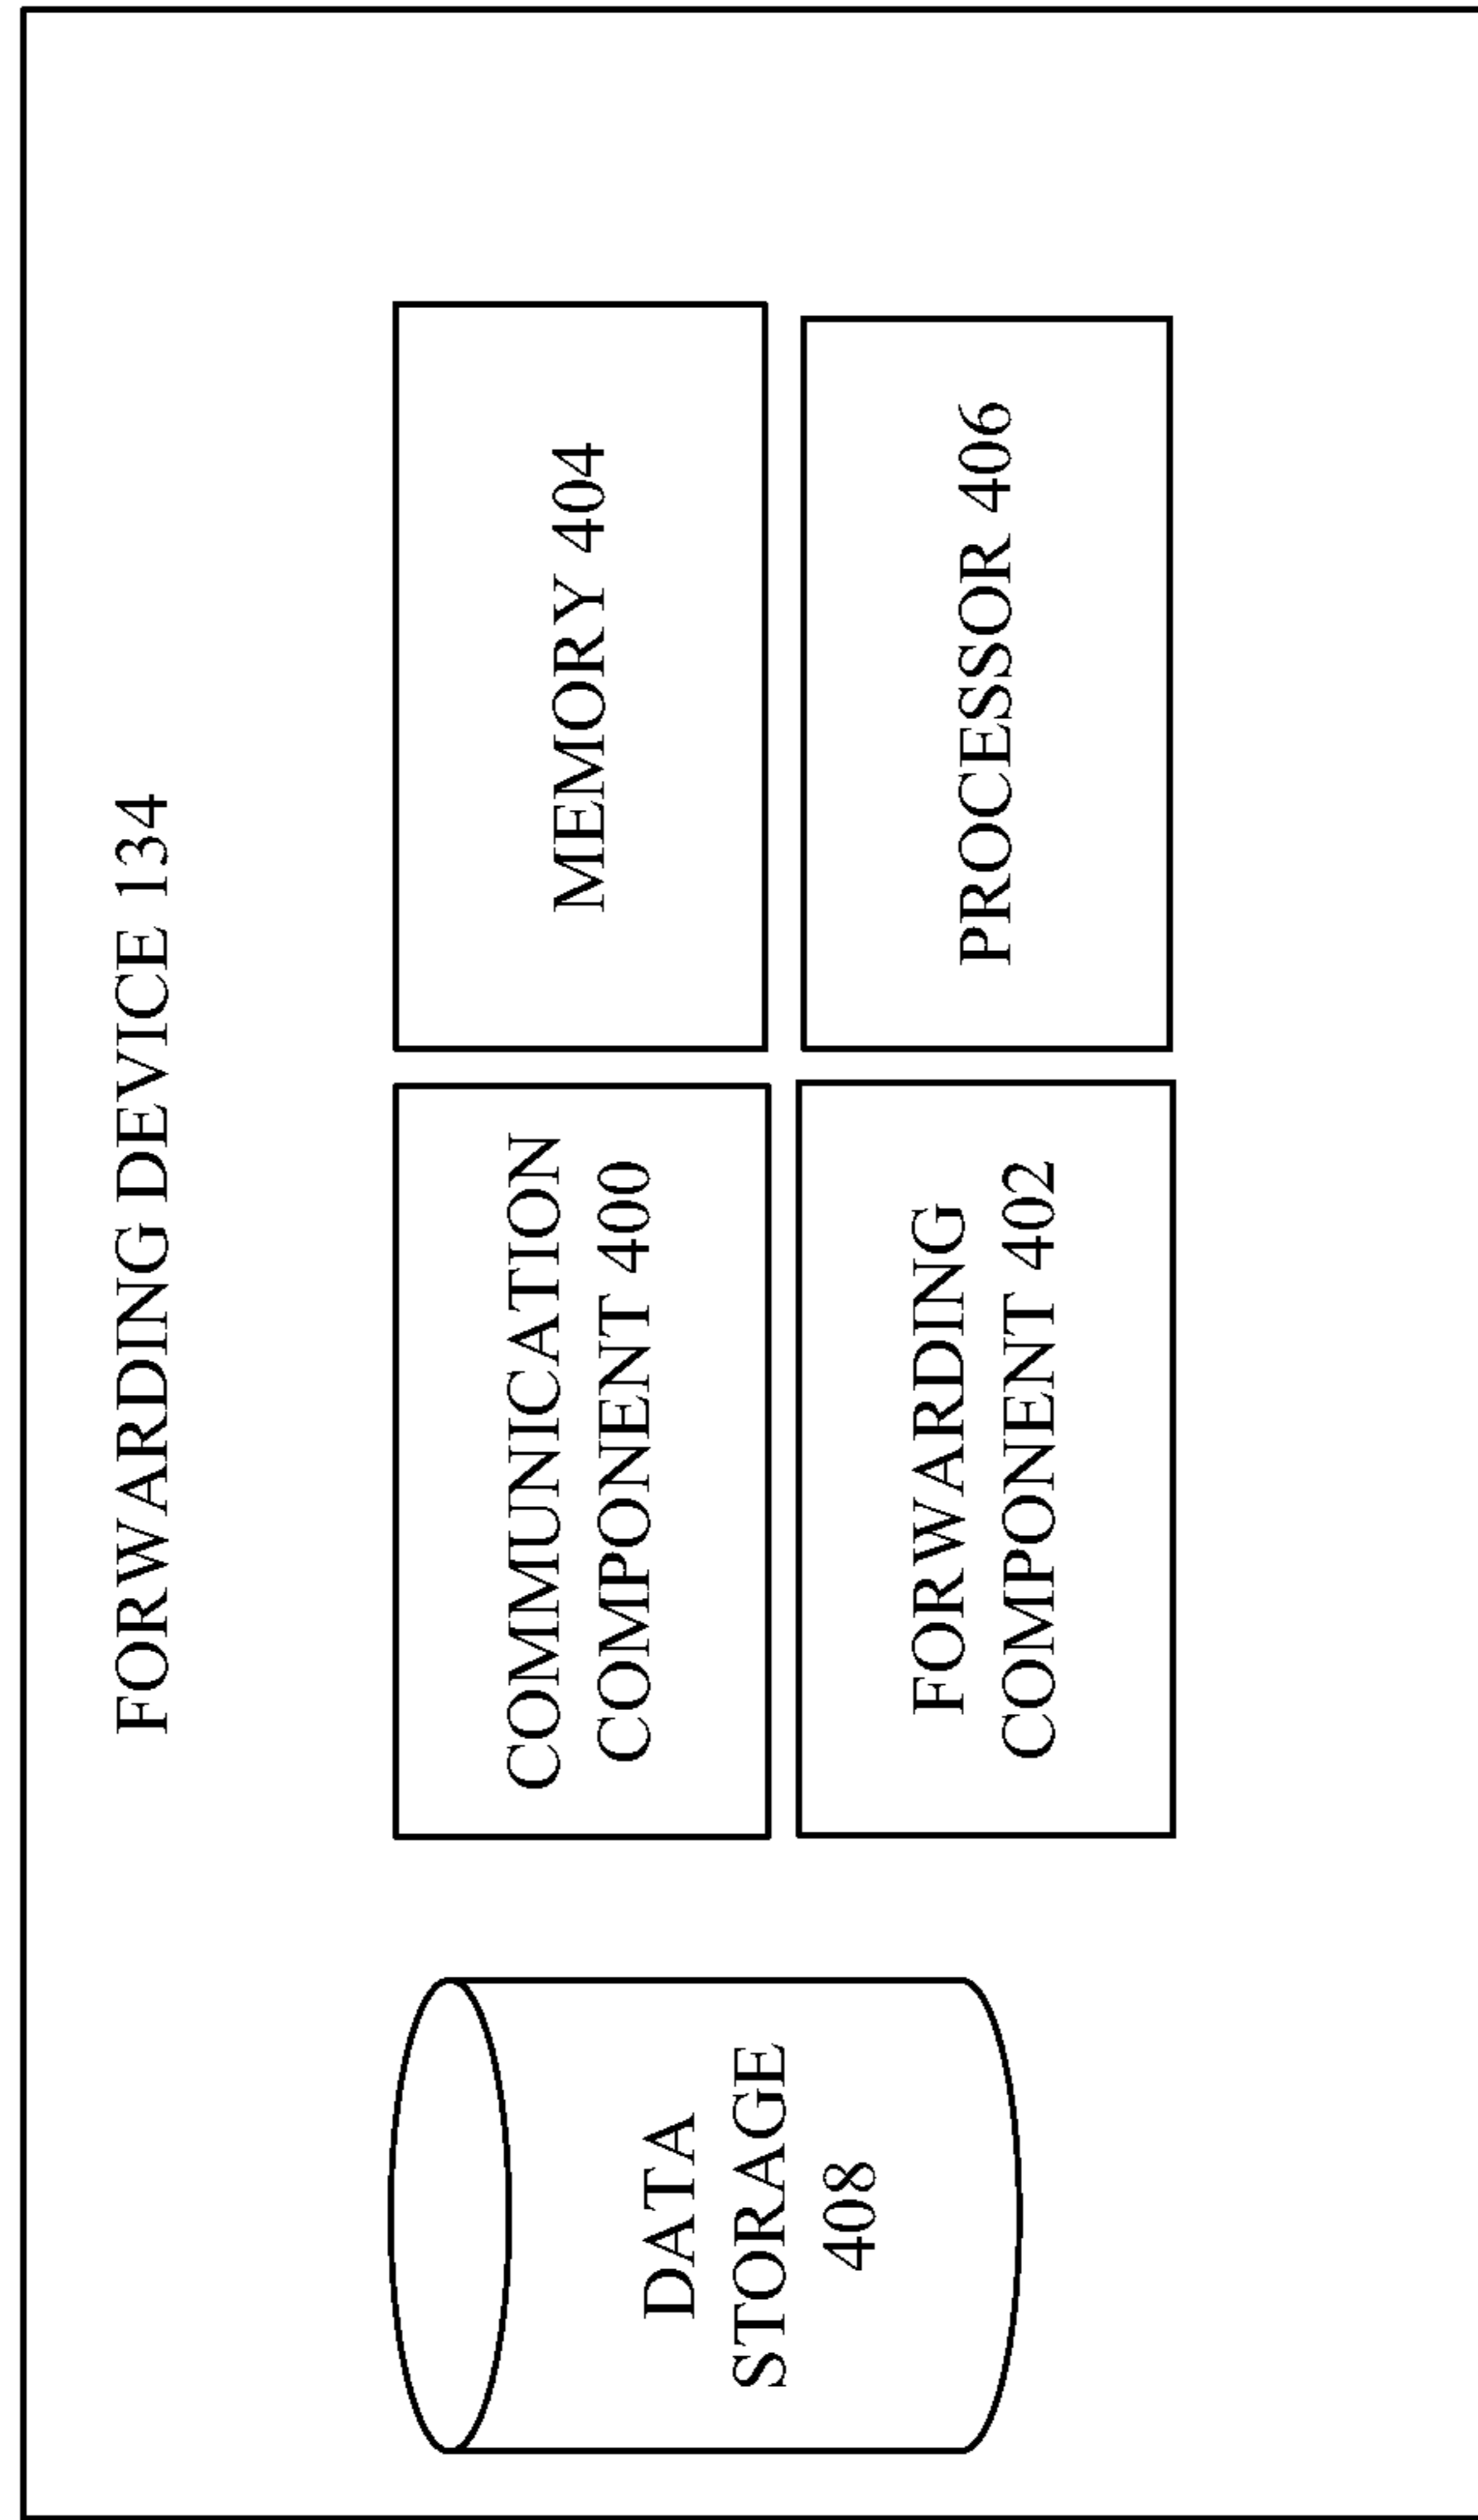 FORWARDING DEVICE 134
DATA
STORAGE
408
COMMUNICATION
COMPONENT 400
MEMORY 404
FORWARDING
COMPONENT 402
PROCESSOR 406